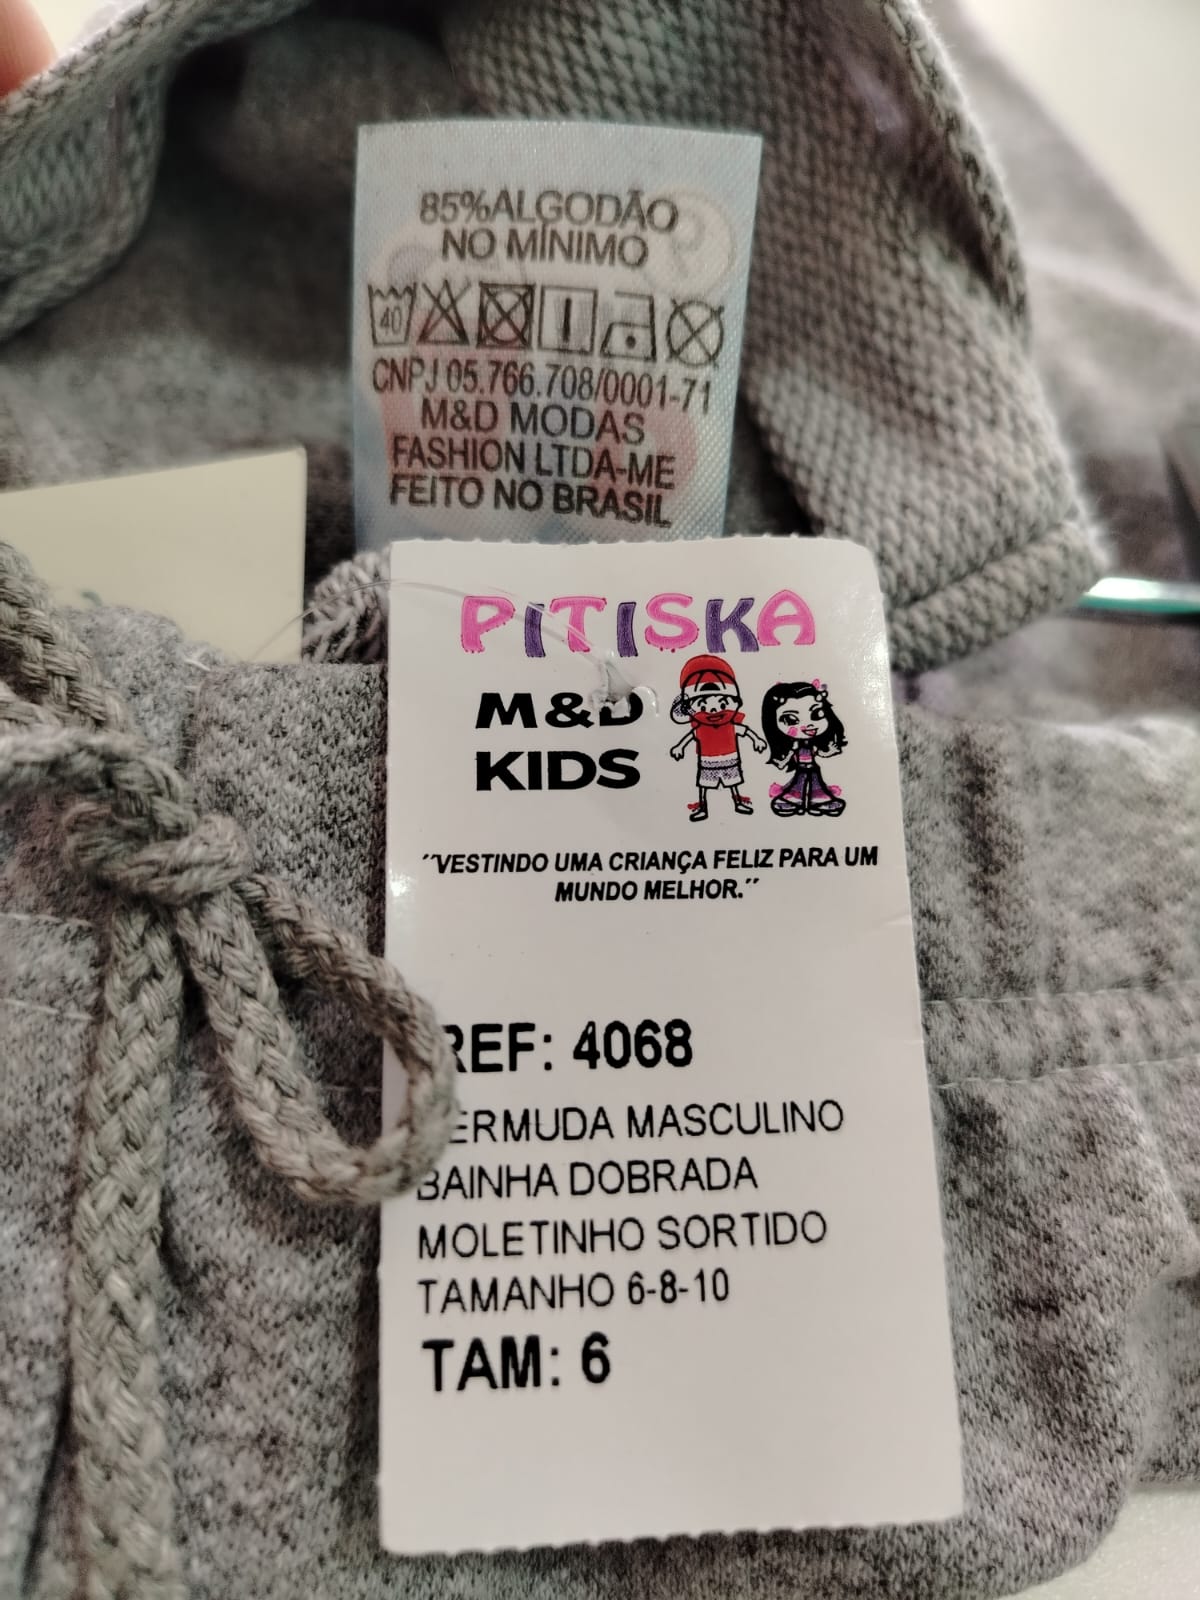 85%ALGODÃO
NO MÍNIMO
40
CNPJ 05.766.708/0001-71
M&D MODAS
FASHION LTDA-ME
FEITO NO BRASIL
PITISKA
M&D
KIDS
´´VESTINDO UMA CRIANÇA FELIZ PARA UM
MUNDO MELHOR.´´
REF: 4068
BERMUDA MASCULINO
BAINHA DOBRADA
MOLETINHO SORTIDO
TAMANHO 6-8-10
TAM: 6